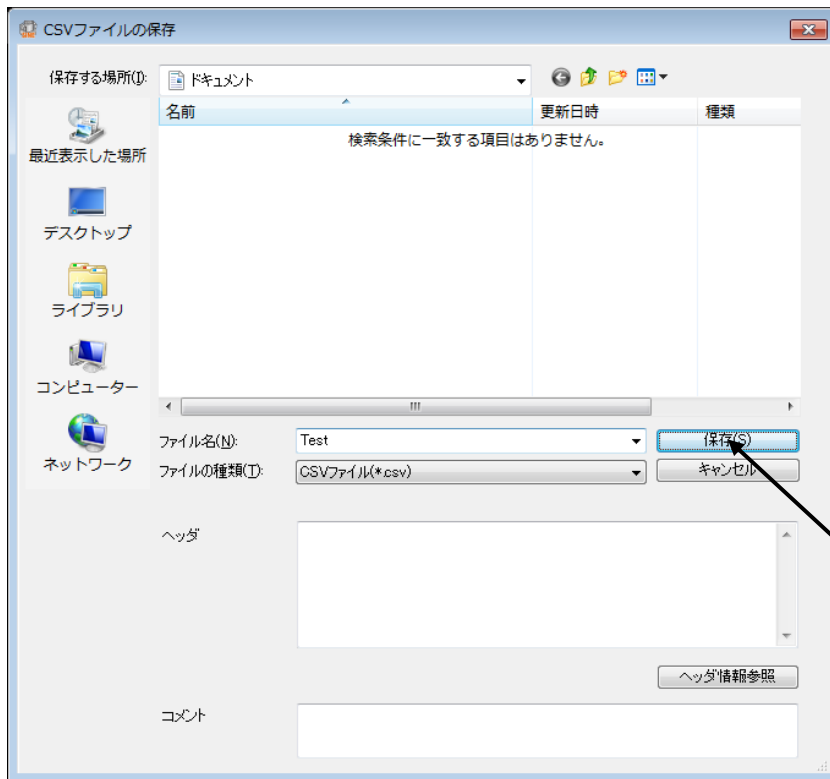 CSVファイルの保存
保存する場所(I):
ドキュメント
名前
更新日時
種類
検索条件に一致する項目はありません。
最近表示した場所
デスクトップ
ライブラリ
コンピューター
ネットワーク
ファイル名(N):
Test
保存(S)
ファイルの種類(T):
CSVファイル(*.csv)
キャンセル
ヘッダ
ヘッダ情報参照
コメント